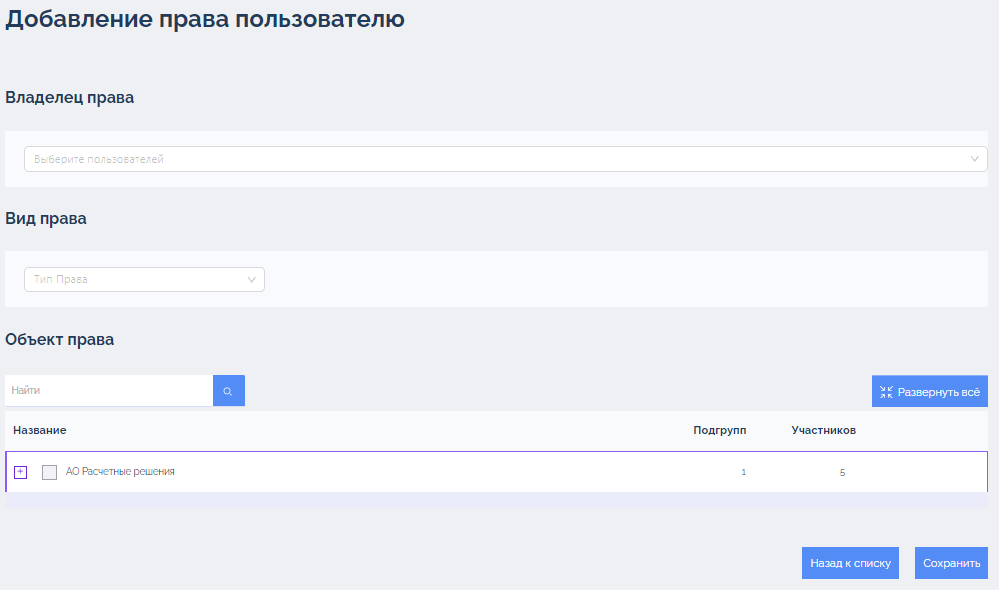 Добавление права пользователю
Владелец права
Выберите пользователей
Вид права
Тип Права
Объект права
Найти
Развернуть всё
Название Подгрупп Участников
АО Расчетные решения 1 5
Назад к списку Сохранить